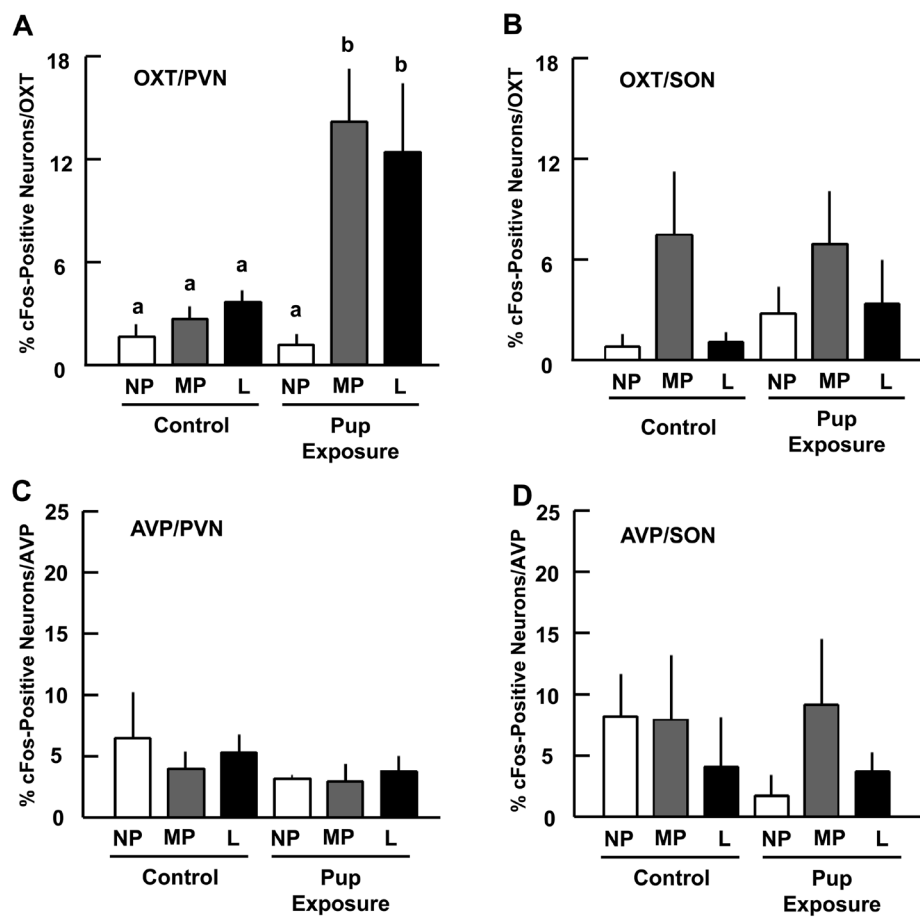 A
% cFos-Positive Neurons/OXT
18
12
6
0
OXT/PVN
a
a
a
a
b
b
NP MP L NP MP L
Control Pup
Exposure
B
% cFos-Positive Neurons/OXT
18
12
6
0
OXT/SON
NP MP L NP MP L
Control Pup
Exposure
C
% cFos-Positive Neurons/AVP
25
20
15
10
5
0
AVP/PVN
NP MP L NP MP L
Control Pup
Exposure
D
% cFos-Positive Neurons/AVP
25
20
15
10
5
0
AVP/SON
NP MP L NP MP L
Control Pup
Exposure